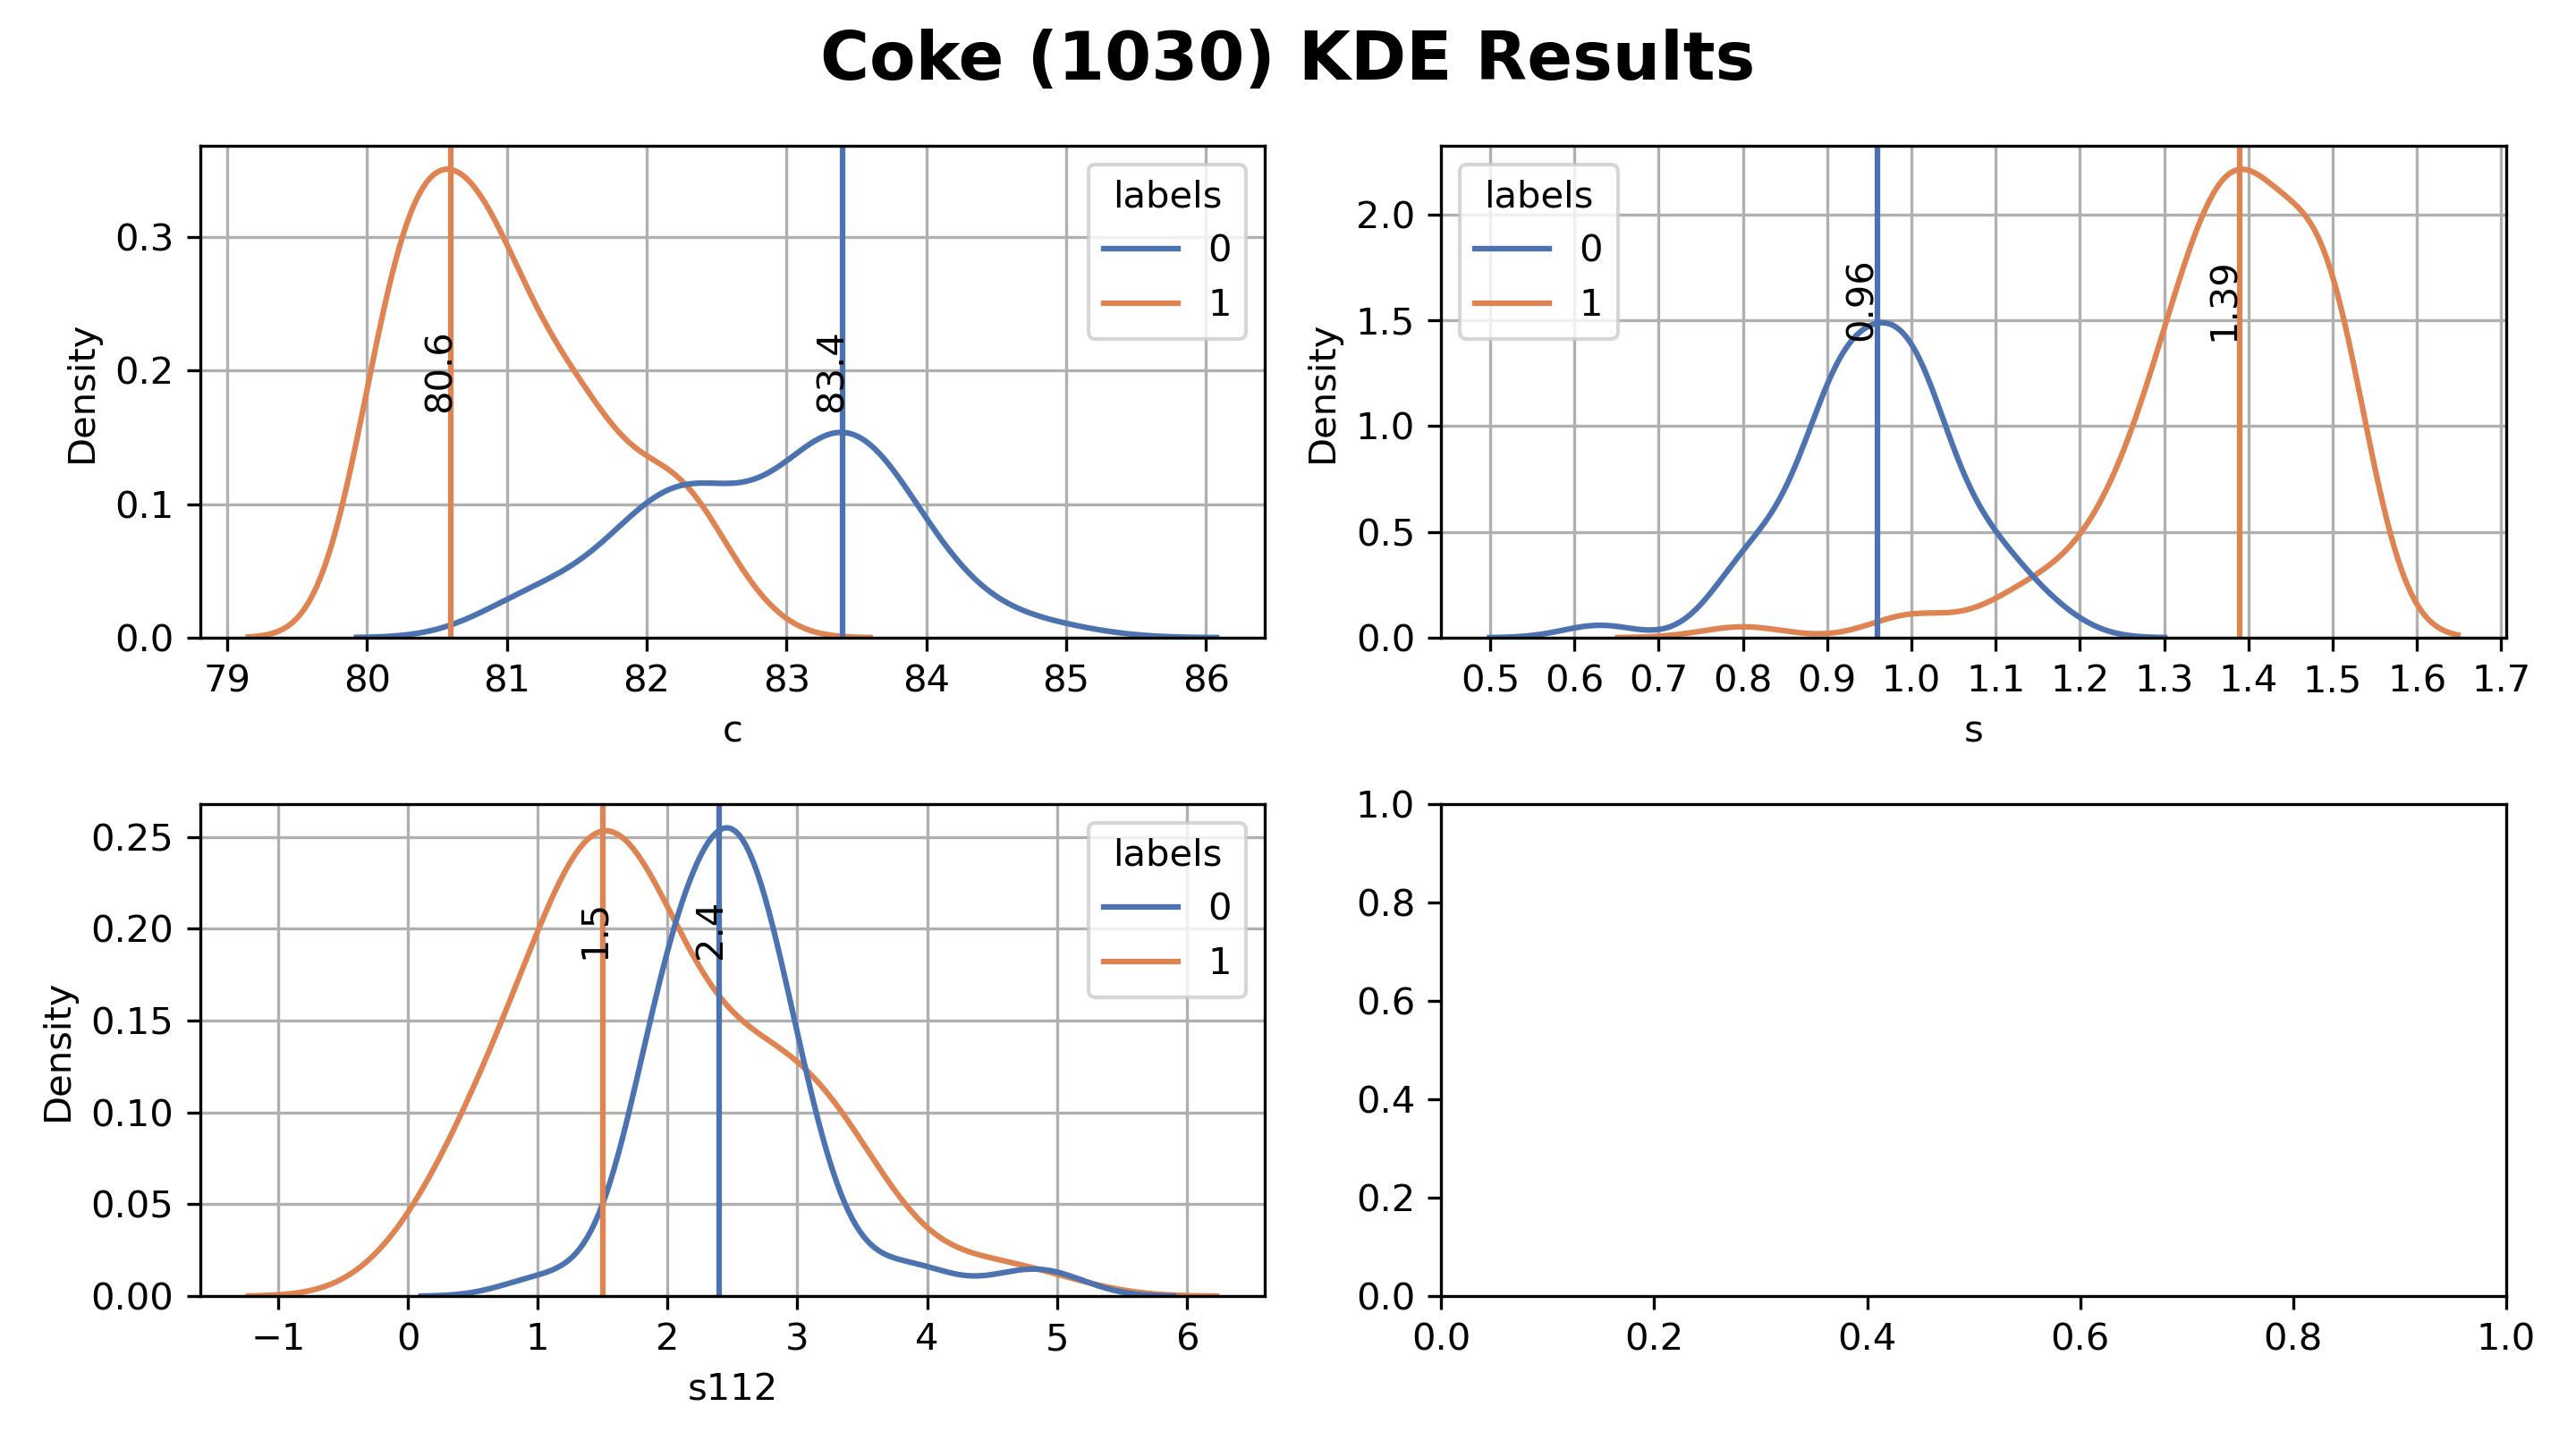 Coke (1030) KDE Results
Density
0.3
0.2
0.1
0.0
80.6
83.4
labels
0
1
79 80 81 82 83 84 85 86
c
Density
2.0
1.5
1.0
0.5
0.0
labels
0
1
0.96
1.39
0.5 0.6 0.7 0.8 0.9 1.0 1.1 1.2 1.3 1.4 1.5 1.6 1.7
s
Density
0.25
0.20
0.15
0.10
0.05
0.00
1.5
2.4
labels
0
1
−1 0 1 2 3 4 5 6
s112
1.0
0.8
0.6
0.4
0.2
0.0
0.0 0.2 0.4 0.6 0.8 1.0